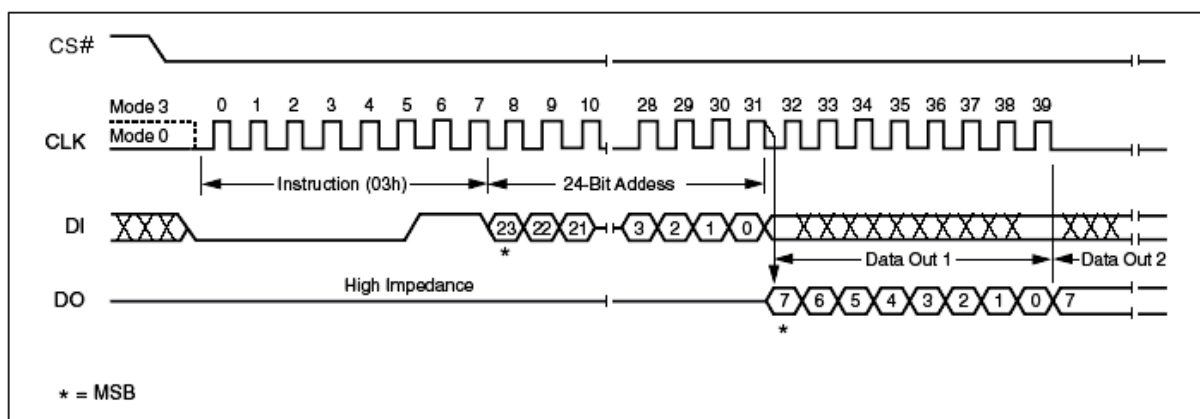 CS#
Mode 3
0 1 2 3 4 5 6 7 8 9 10 28 29 30 31 32 33 34 35 36 37 38 39
Mode 0
CLK
Instruction (03h)
24-Bit Addess
DI
23 22 21 3 2 1 0
*
Data Out 1
Data Out 2
High Impedance
DO
7 6 5 4 3 2 1 0 7
*
* = MSB